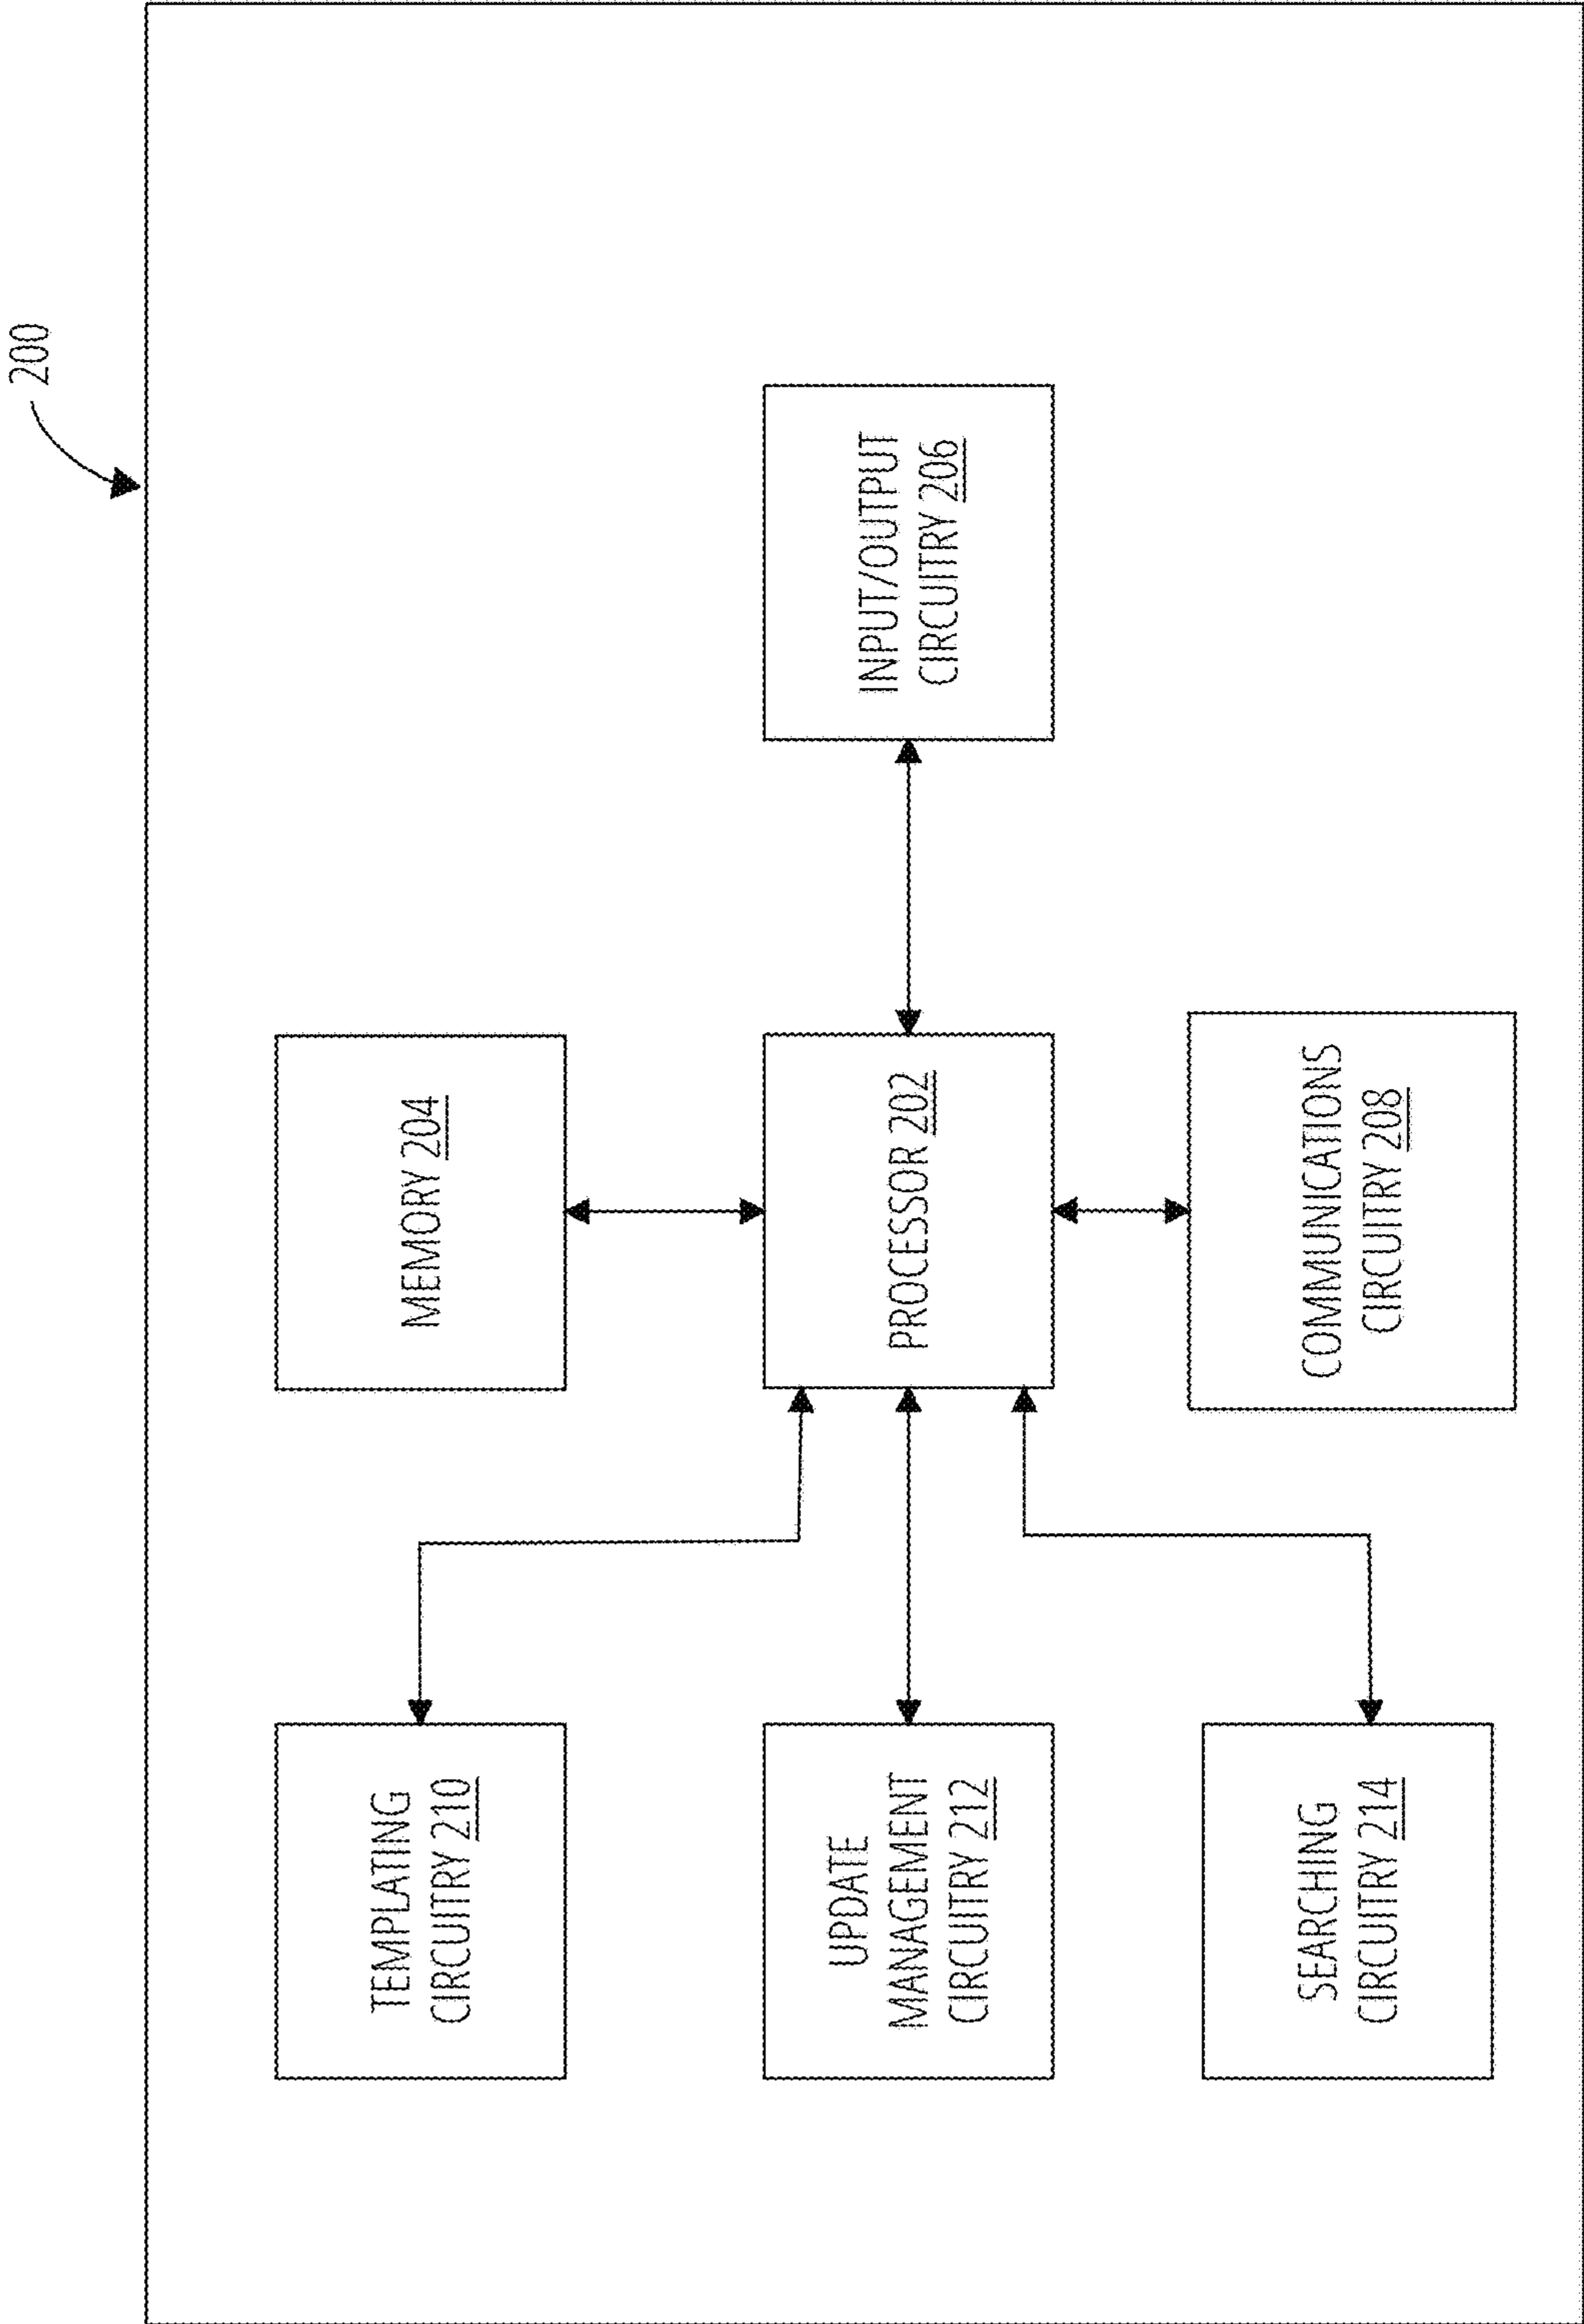 200
MEMORY 204
TEMPLATING
CIRCUITRY 210
PROCESSOR 202
INPUT/OUTPUT
CIRCUITRY 206
UPDATE
MANAGEMENT
CIRCUITRY 212
COMMUNICATIONS
CIRCUITRY 208
SEARCHING
CIRCUITRY 214